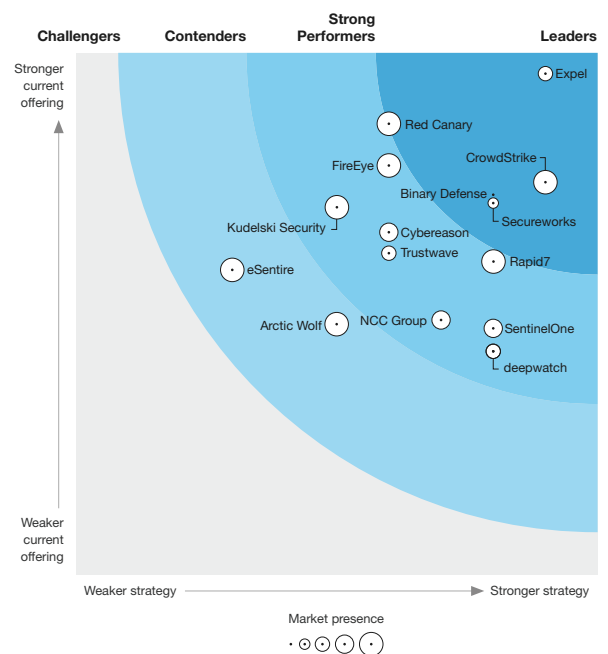 Strong
Challengers Contenders Performers Leaders
Stronger
current
offering
Expel
Red Canary
CrowdStrike
FireEye
Binary Defense
Secureworks
Kudelski Security
Cybereason
Trustwave
Rapid7
eSentire
Arctic Wolf
NCC Group
SentinelOne
deepwatch
Weaker
current
offering
Weaker strategy Stronger strategy
Market presence